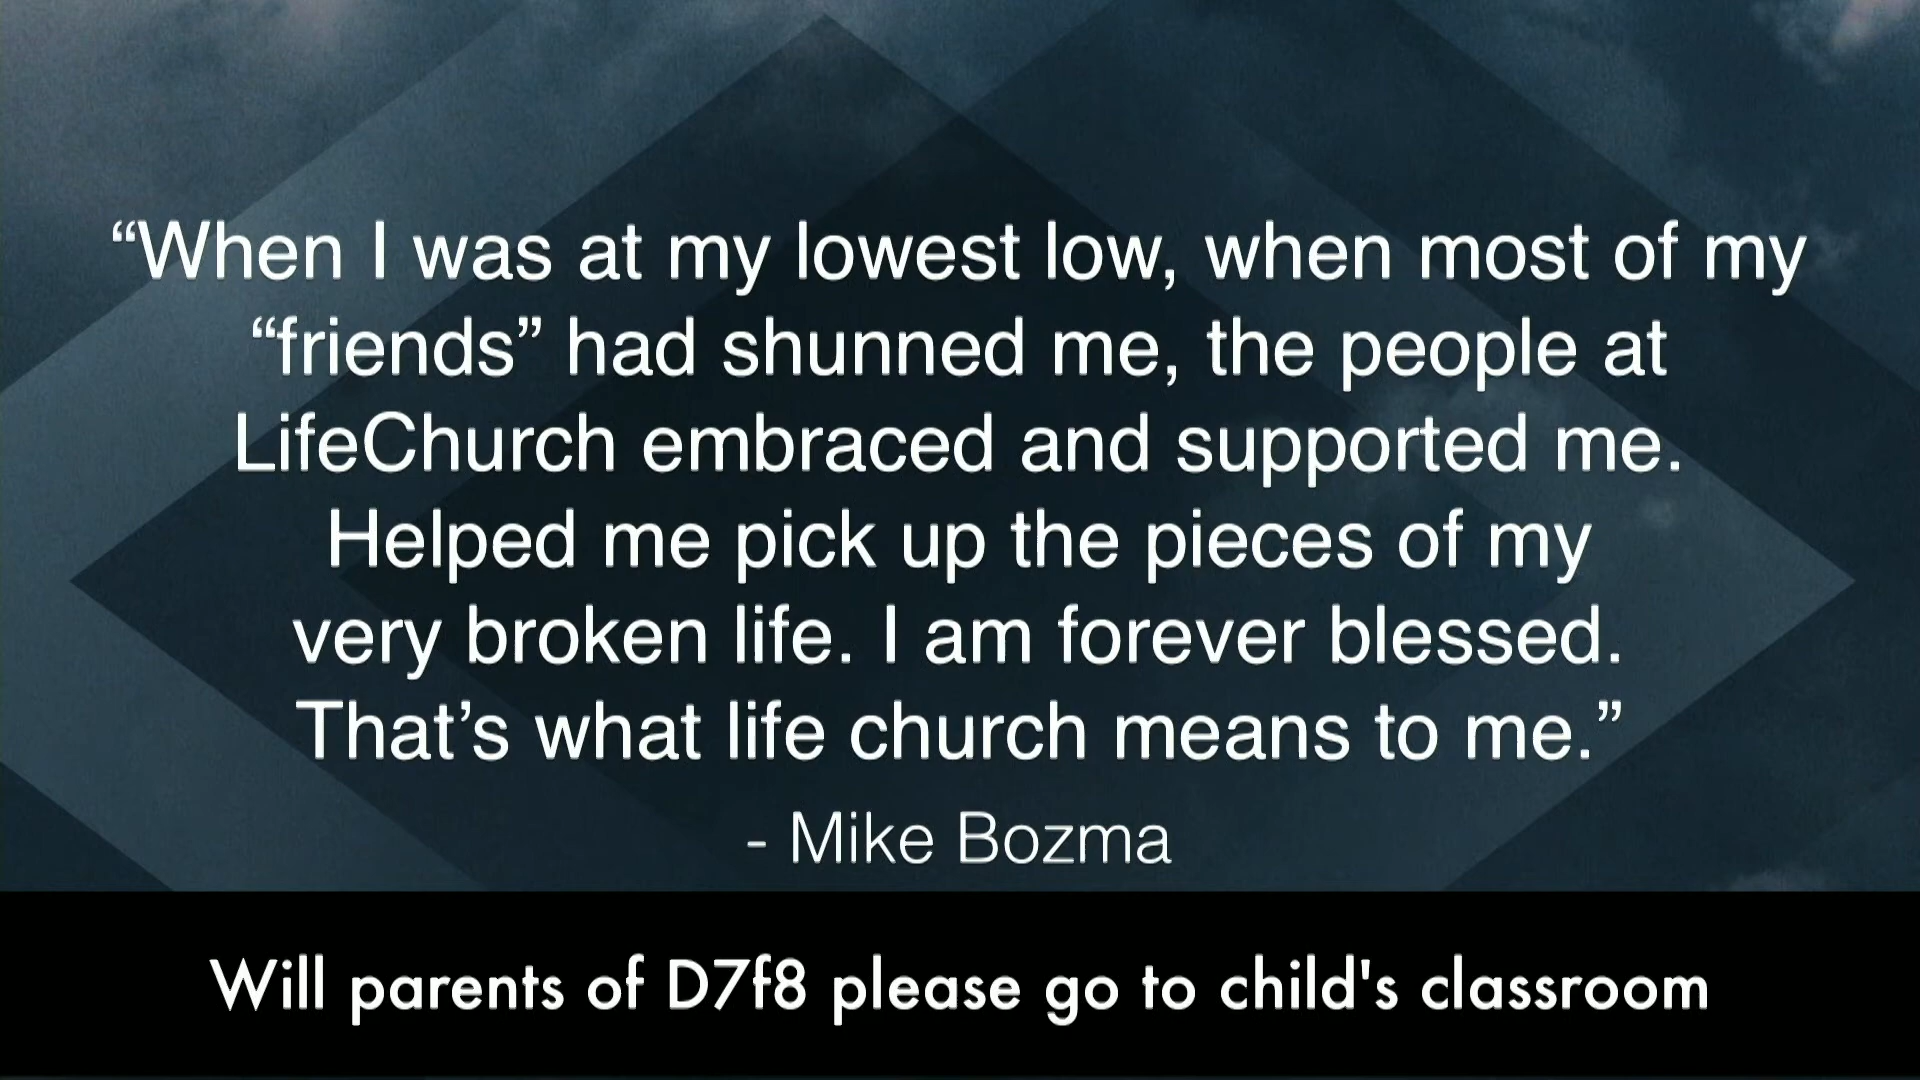 “When I was at my lowest low, when most of my
“friends” had shunned me, the people at
LifeChurch embraced and supported me.
Helped me pick up the pieces of my
very broken life. I am forever blessed.
That’s what life church means to me.”
- Mike Bozma
Will parents of D7f8 please go to child's classroom